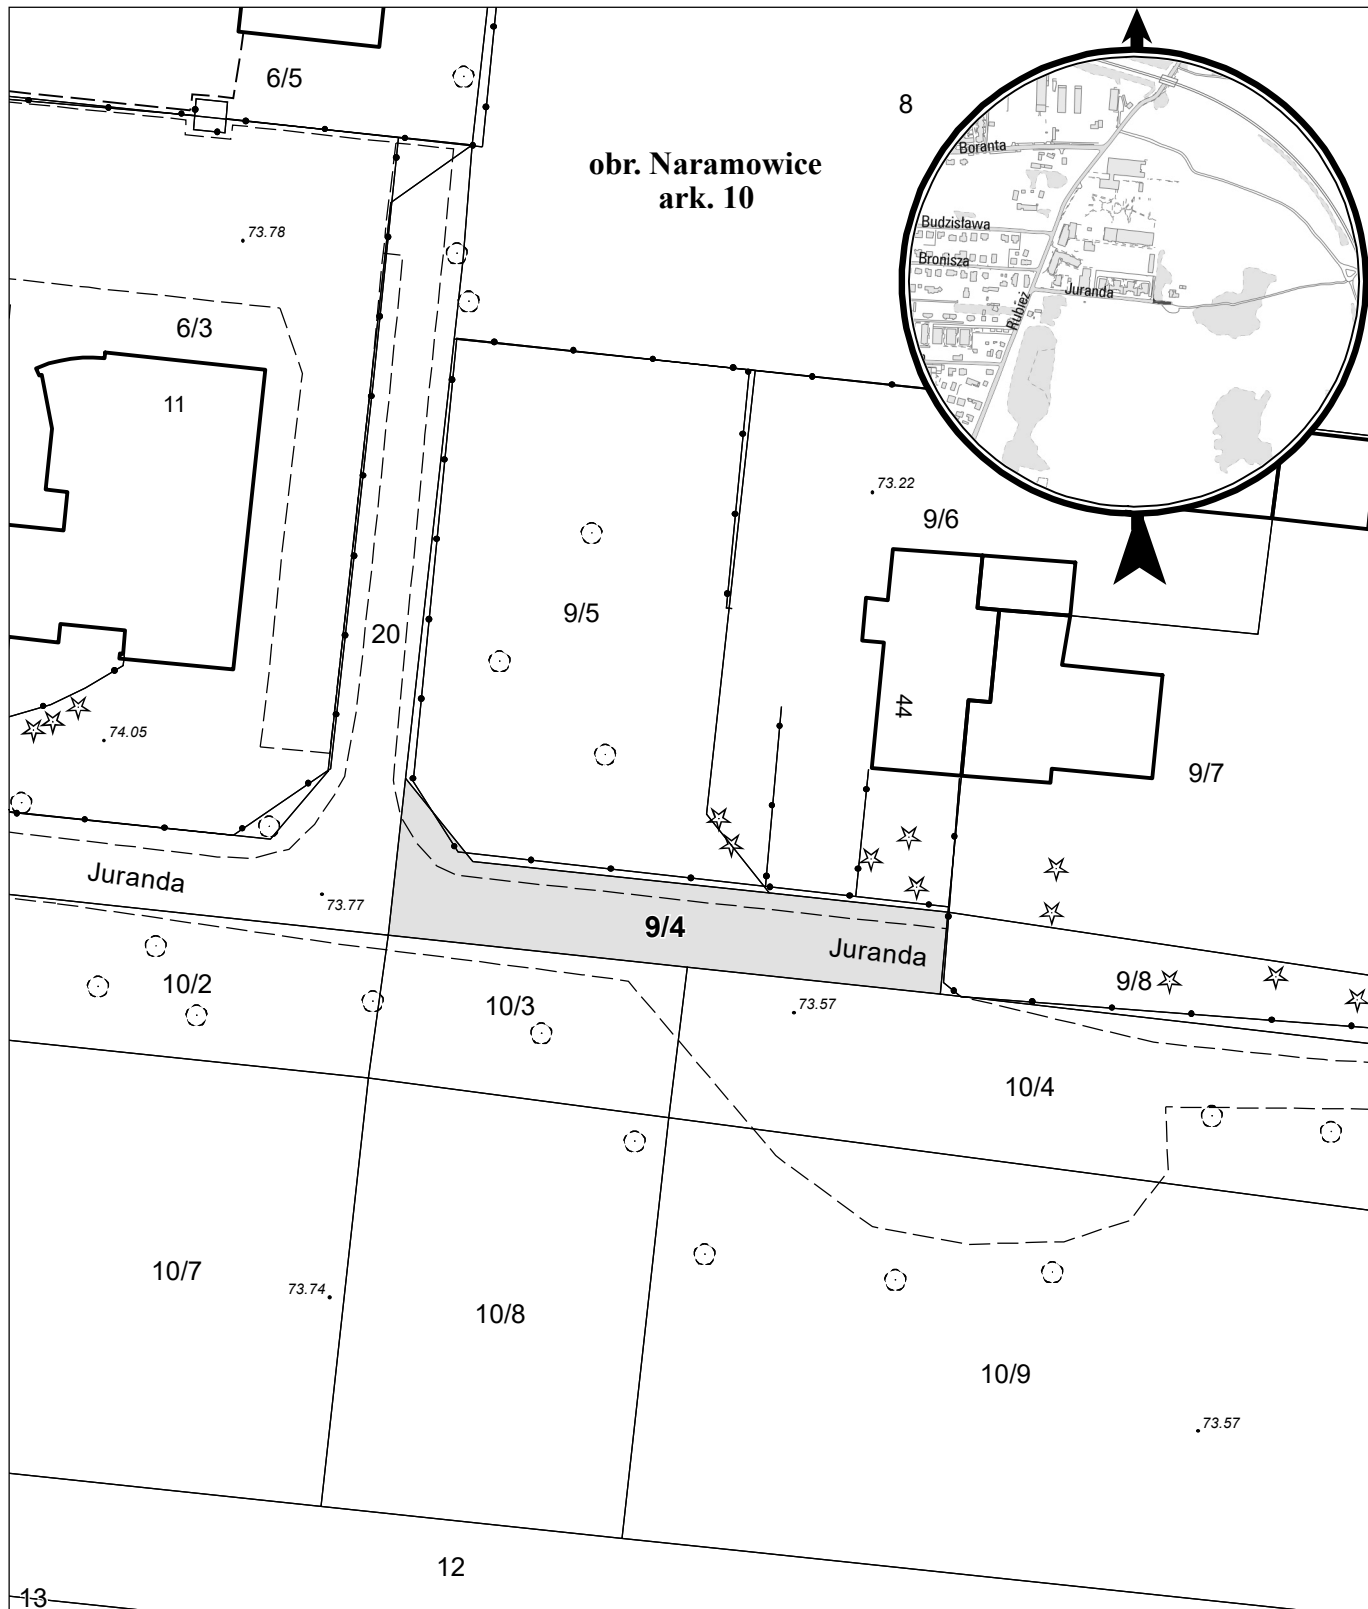 6/5
8
obr. Naramowice
ark. 10
Boranta
Budzisława
Bronisza
Juranda
Rubież
73.78
6/3
11
73.22
9/6
9/5
20
44
74.05
9/7
Juranda
73.77
9/4
Juranda
9/8
10/2
10/3
73.57
10/4
10/7
73.74
10/8
10/9
73.57
12
13